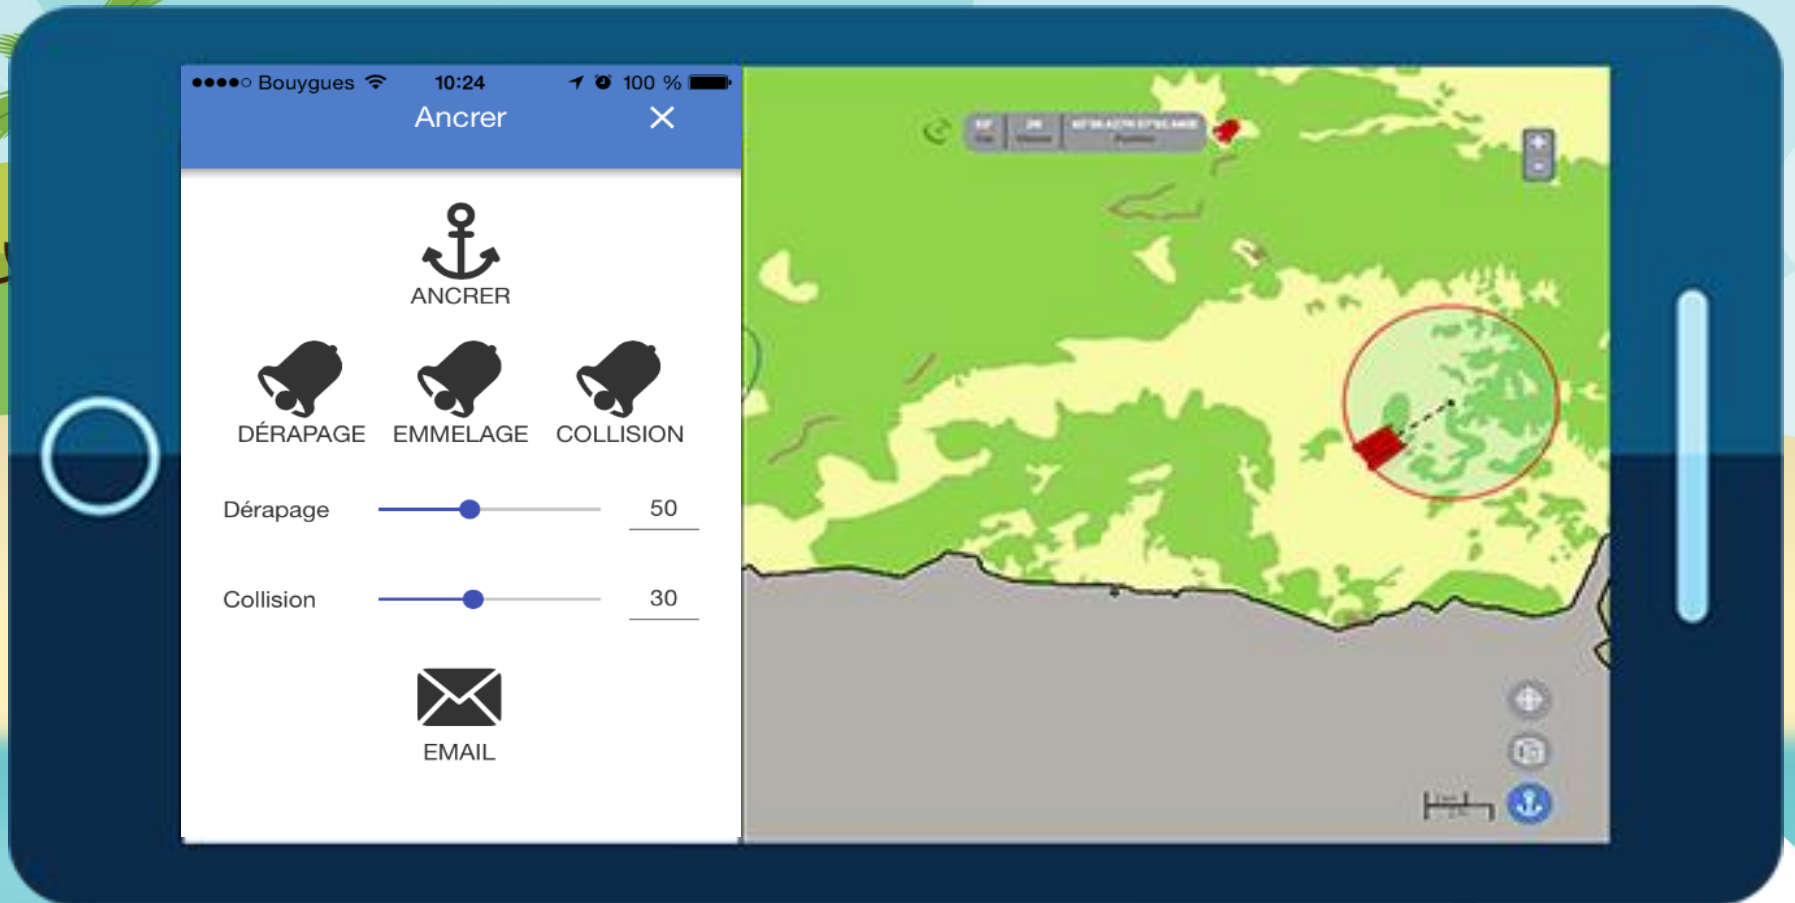 Bouygues 10:24 100 %
Ancrer
ANCRER
DÉRAPAGE EMMELAGE COLLISION
Dérapage 50
Collision 30
EMAIL